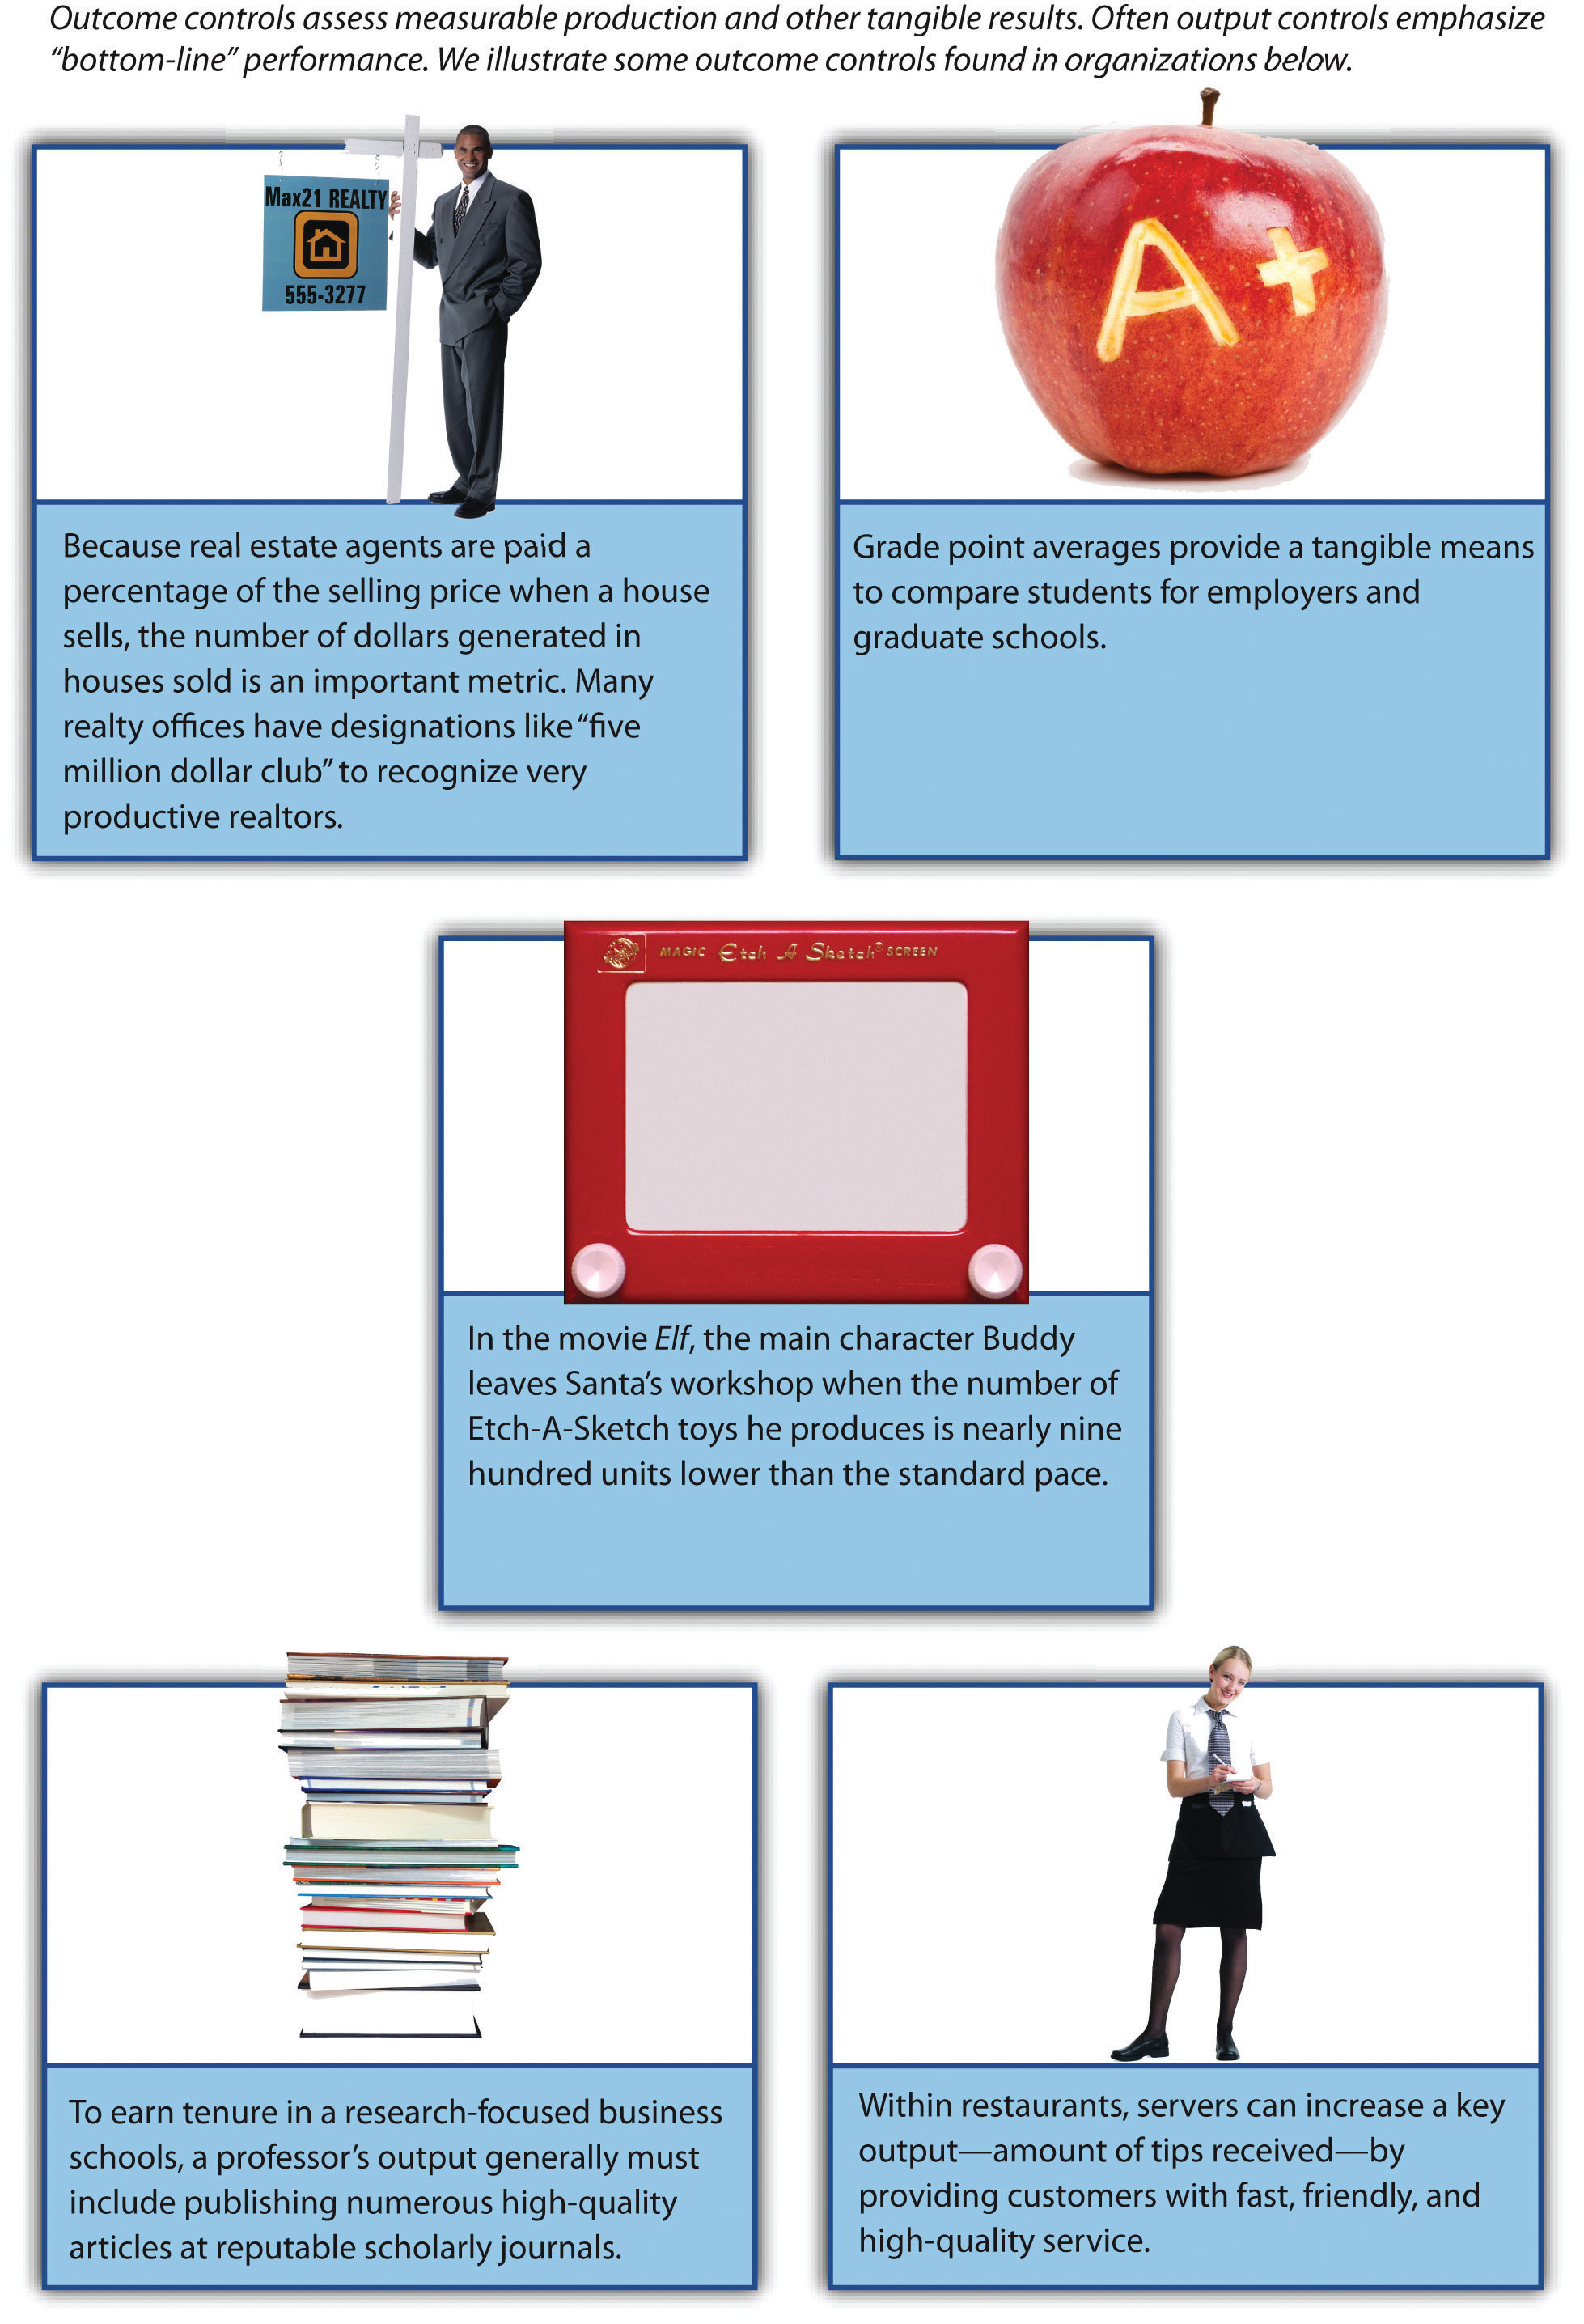 Outcome controls assess measurable production and other tangible results. Often output controls emphasize
“bottom-line” performance. We illustrate some outcome controls found in organizations below.
Max21 REALTY
555-3277
A+
Because real estate agents are paid a
percentage of the selling price when a house
sells, the number of dollars generated in
houses sold is an important metric. Many
realty offices have designations like “five
million dollar club” to recognize very
productive realtors.
Grade point averages provide a tangible means
to compare students for employers and
graduate schools.
MAGIC Etch A Sketch® SCREEN
In the movie Elf, the main character Buddy
leaves Santa’s workshop when the number of
Etch-A-Sketch toys he produces is nearly nine
hundred units lower than the standard pace.
To earn tenure in a research-focused business
schools, a professor’s output generally must
include publishing numerous high-quality
articles at reputable scholarly journals.
Within restaurants, servers can increase a key
output—amount of tips received—by
providing customers with fast, friendly, and
high-quality service.